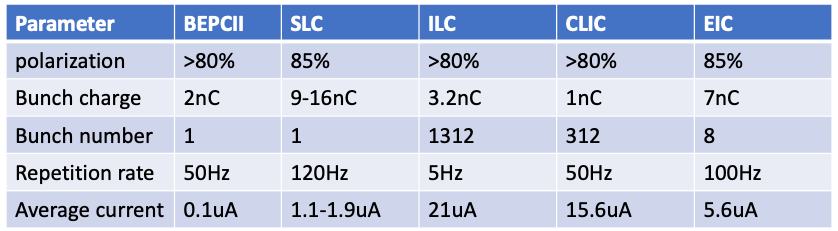 Parameter BEPCII SLC ILC CLIC EIC
polarization >80% 85% >80% >80% 85%
Bunch charge 2nC 9-16nC 3.2nC 1nC 7nC
Bunch number 1 1 1312 312 8
Repetition rate 50Hz 120Hz 5Hz 50Hz 100Hz
Average current 0.1uA 1.1-1.9uA 21uA 15.6uA 5.6uA